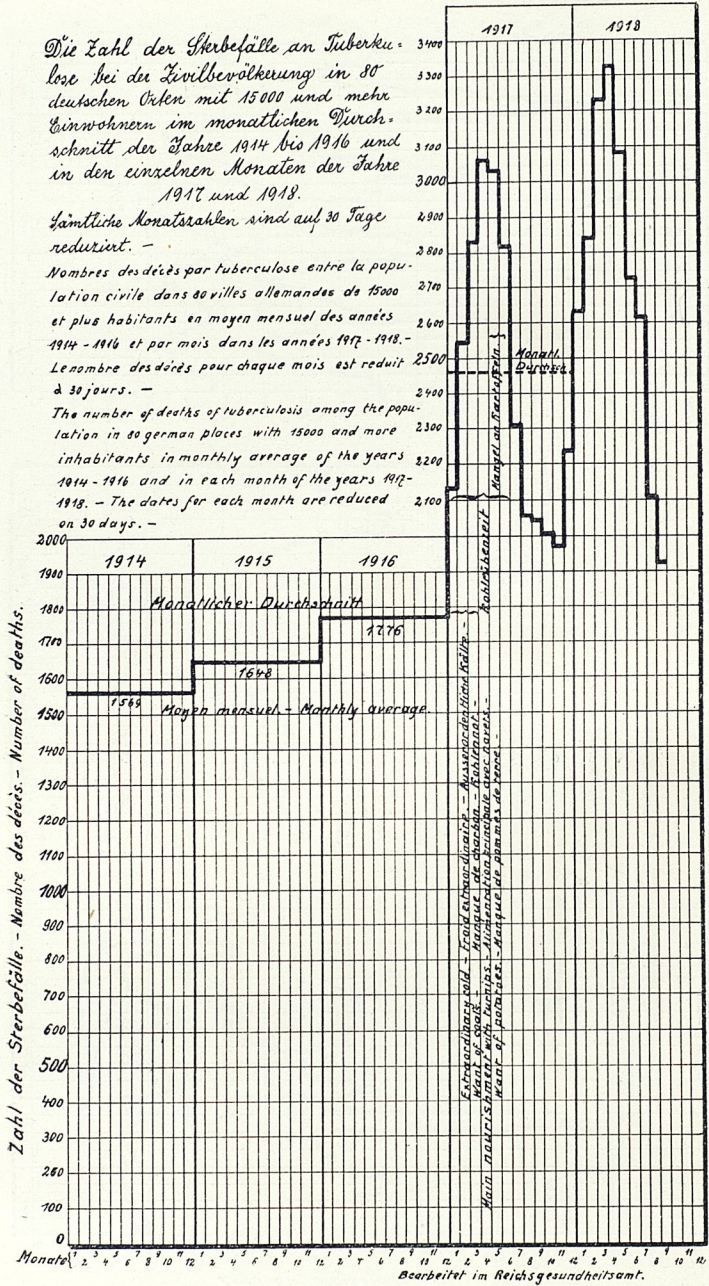 Die Zahl der Sterbefälle an Tuberku=
lose bei der Zivilbevölkerung in 80
deutschen Orten mit 15000 und mehr
Einwohnern im monatlichen Durch=
schnitt der Jahre 1914 bis 1916 und
in den einzelnen Monaten der Jahre
1917 und 1918.
Sämtliche Monatszahlen sind auf 30 Tage
reduziert. –
Nombres des décès par tuberculose entre la popu-
lation civile dans 80 villes allemandes de 15000
et plus habitants en moyen mensuel des années
1914-1916 et par mois dans les années 1917-1918.-
Le nombre des décès pour chaque mois est reduit
à 30 jours. –
The number of deaths of tuberculosis among the popu-
lation in 80 german places with 15000 and more
inhabitants in monthly average of the years
1914-1916 and in each month of the years 1917-
1918. – The dates for each month are reduced
on 30 days. –
1917
1918
3400
3300
3200
3100
3000
2900
2800
2700
2600
2500
2400
2300
2200
2,100
Monatl.
Durchsch.
Mangel an Kartoffeln.
Kohlrübenzeit
2000
1900
1800
1700
1600
1500
1400
1300
1200
1100
1000
900
800
700
600
500
400
300
200
100
0
1914
1915
1916
Monatlicher Durchschnitt
1569
1648
1776
Moyen mensuel. - Monthly average.
Extraordinary cold. - Froid extraordinaire. - Ausserordentliche Kälte. -
Want of coals. - Manque de charbon. - Kohlennot. -
Main nourishment with turnips. - Alimentation principale avec navets. -
Want of potatoes. - Manque de pommes de terre. -
Zahl der Sterbefälle. - Nombre des décès. - Number of deaths.
Monate 1 2 3 4 5 6 7 8 9 10 11 12 1 2 3 4 5 6 7 8 9 10 11 12 1 2 3 4 5 6 7 8 9 10 11 12 1 2 3 4 5 6 7 8 9 10 11 12 1 2 3 4 5 6 7 8 9 10 11 12
Bearbeitet im Reichsgesundheitsamt.